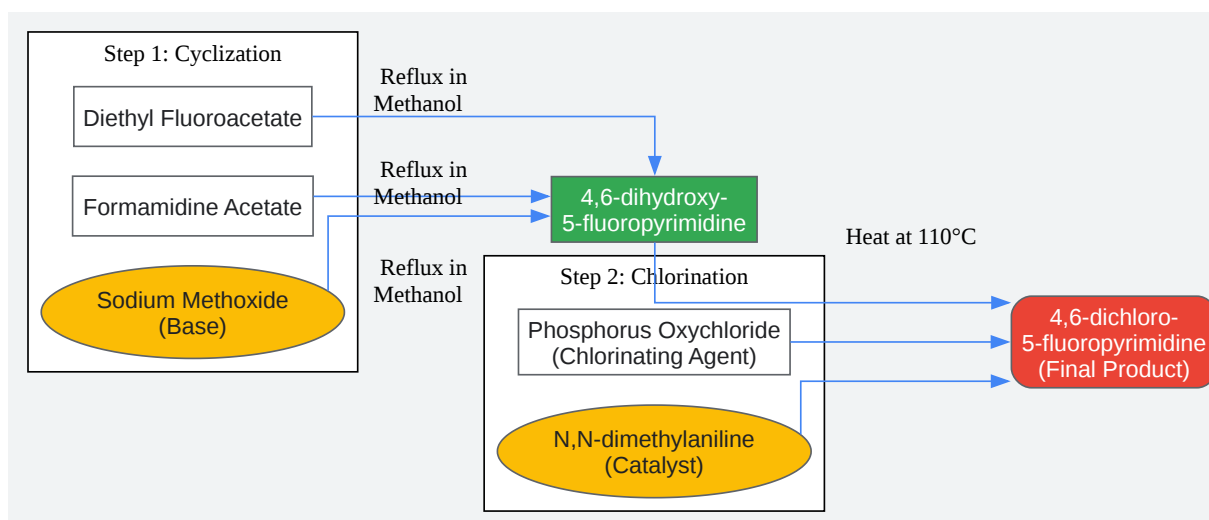 Step 1: Cyclization
Reflux in
Methanol
Diethyl Fluoroacetate
Reflux in
Methanol
Formamidine Acetate
4,6-dihydroxy-
5-fluoropyrimidine
Heat at 110°C
Reflux in
Methanol
Sodium Methoxide
(Base)
Step 2: Chlorination
Phosphorus Oxychloride
(Chlorinating Agent)
4,6-dichloro-
5-fluoropyrimidine
(Final Product)
N,N-dimethylaniline
(Catalyst)